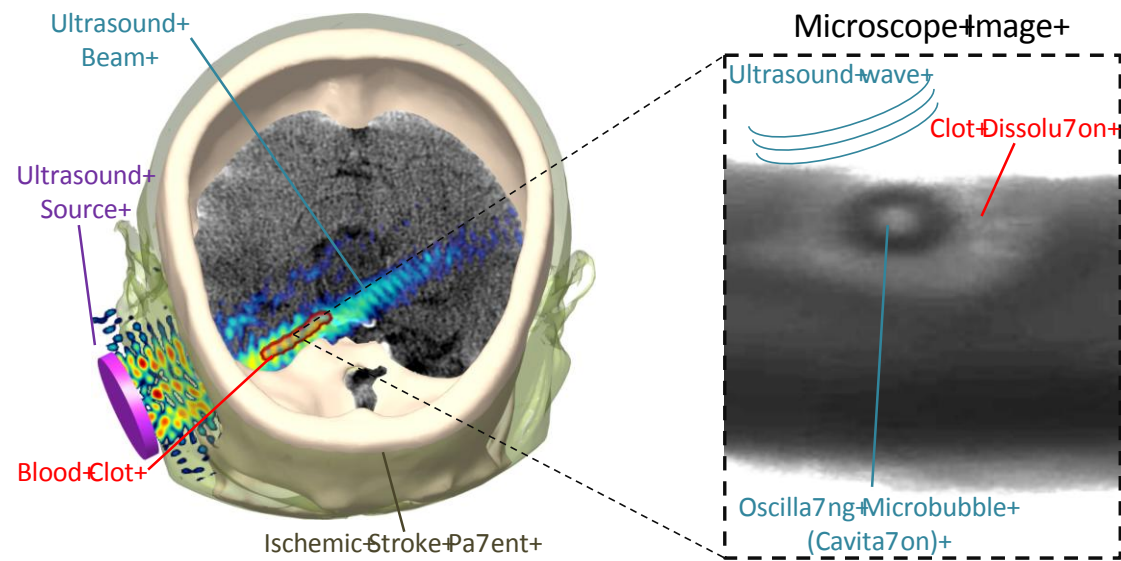 Ultrasound+
Beam+
Microscope+Image+
Ultrasound+wave+
Clot+Dissolu7on+
Ultrasound+
Source+
Blood+Clot+
Oscilla7ng+Microbubble+
(Cavita7on)+
Ischemic+Stroke+Pa7ent+